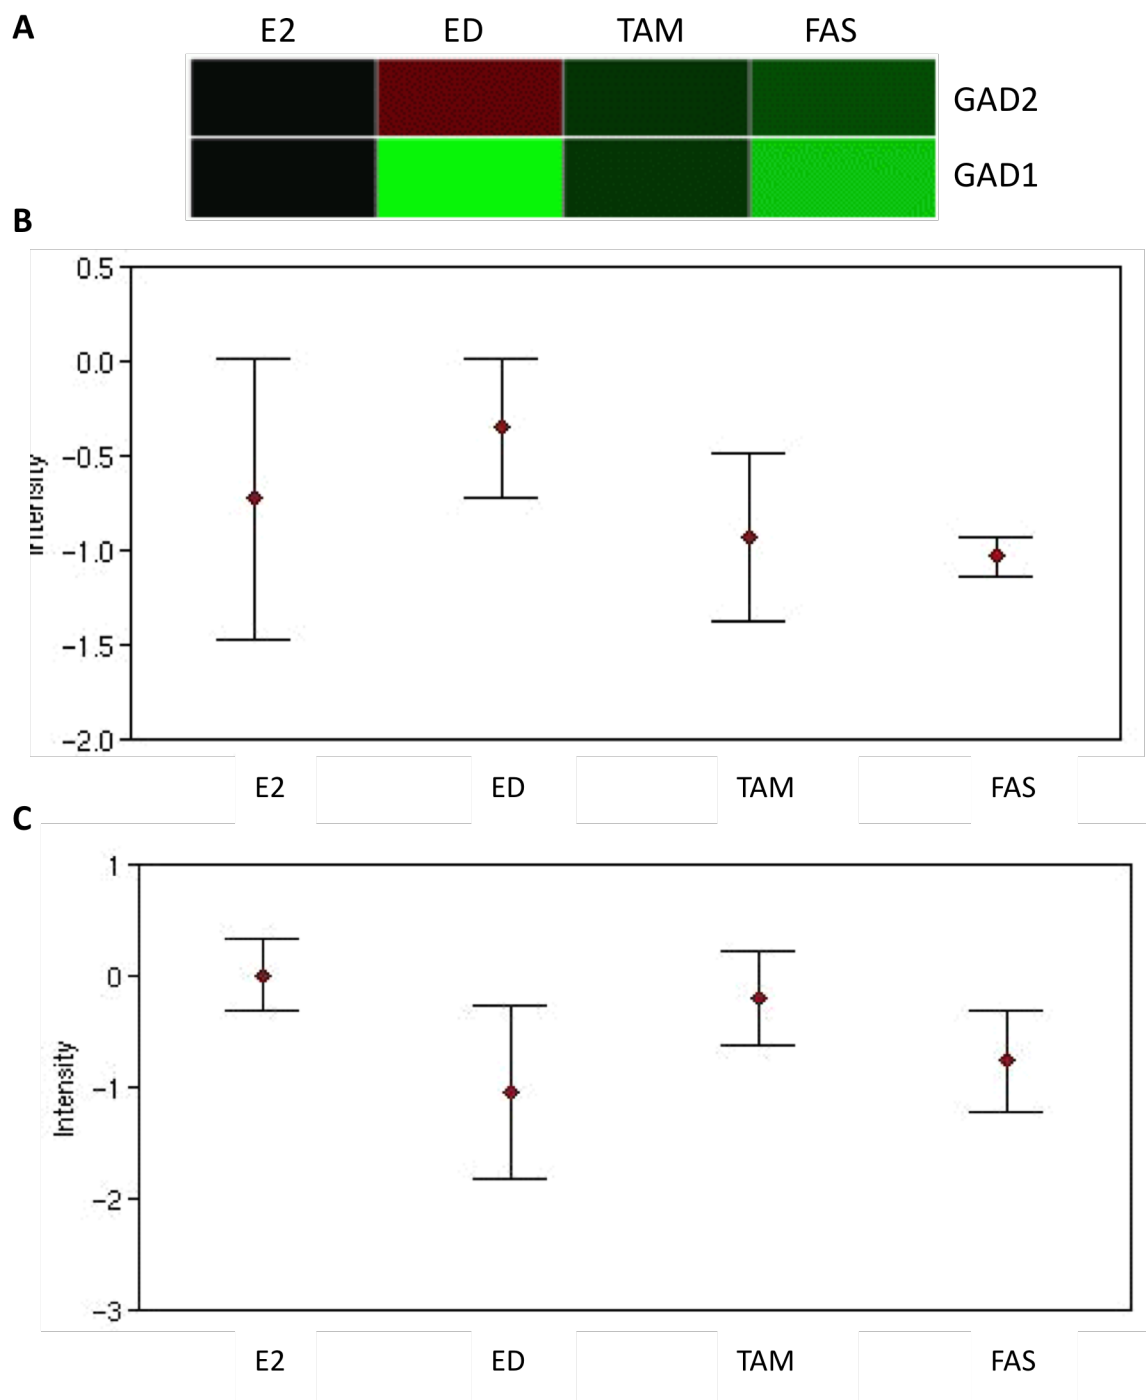 A
E2 ED TAM FAS
GAD2
GAD1
B
0.5
0.0
−0.5
−1.0
−1.5
−2.0
Intensity
E2 ED TAM FAS
C
1
0
−1
−2
−3
Intensity
E2 ED TAM FAS